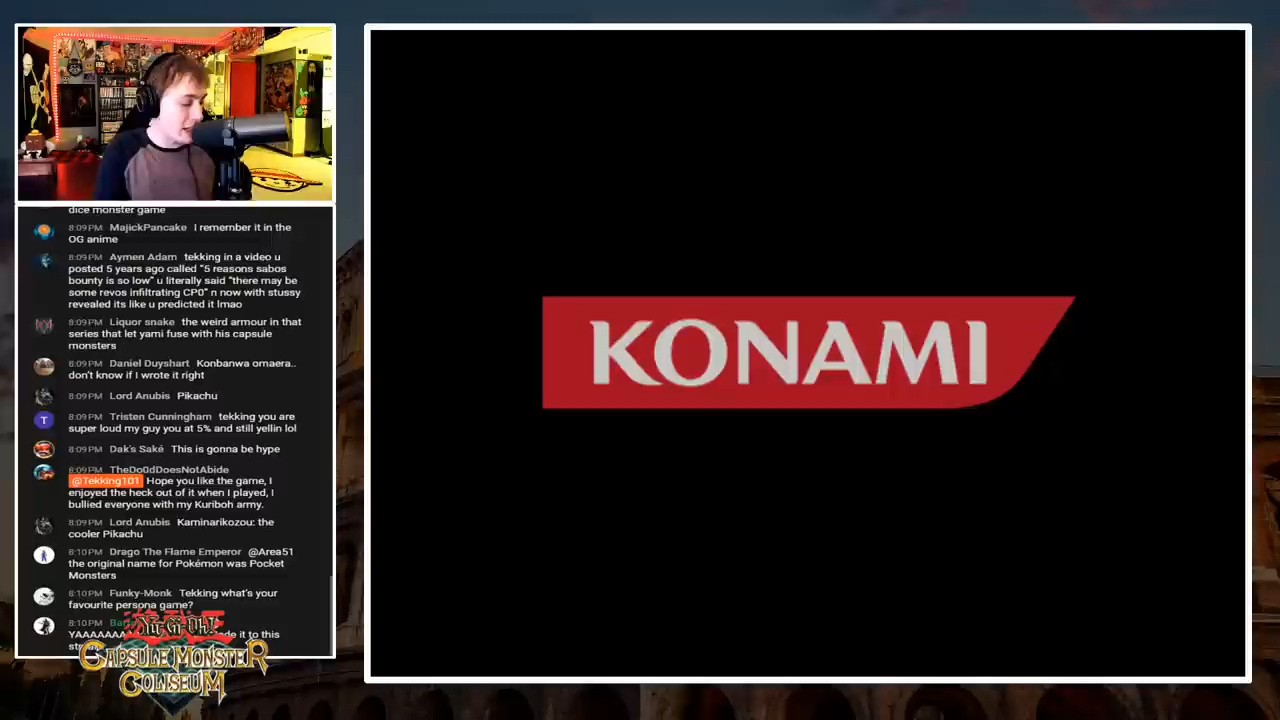 dice monster game
8:09 PM MajickPancake I remember it in the
OG anime
8:09 PM Aymen Adam tekking in a video u
posted 5 years ago called "5 reasons sabos
bounty is so low" u literally said "there may be
some revos infiltrating CP0" n now with stussy
revealed its like u predicted it lmao
8:09 PM Liquor snake the weird armour in that
series that let yami fuse with his capsule
monsters
8:09 PM Daniel Duyshart Konbanwa omaera..
don't know if I wrote it right
8:09 PM Lord Anubis Pikachu
T 8:09 PM Tristen Cunningham tekking you are
super loud my guy you at 5% and still yellin lol
8:09 PM Dak's Saké This is gonna be hype
8:09 PM TheDo0dDoesNotAbide
@Tekking101 Hope you like the game, I
enjoyed the heck out of it when I played, I
bullied everyone with my Kuriboh army.
8:09 PM Lord Anubis Kaminarikozou: the
cooler Pikachu
8:10 PM Drago The Flame Emperor @Area51
the original name for Pokémon was Pocket
Monsters
8:10 PM Funky-Monk Tekking what's your
favourite persona game?
8:10 PM
it to this
Yu-Gi-Oh!
CAPSULE MONSTER
COLISEUM
KONAMI